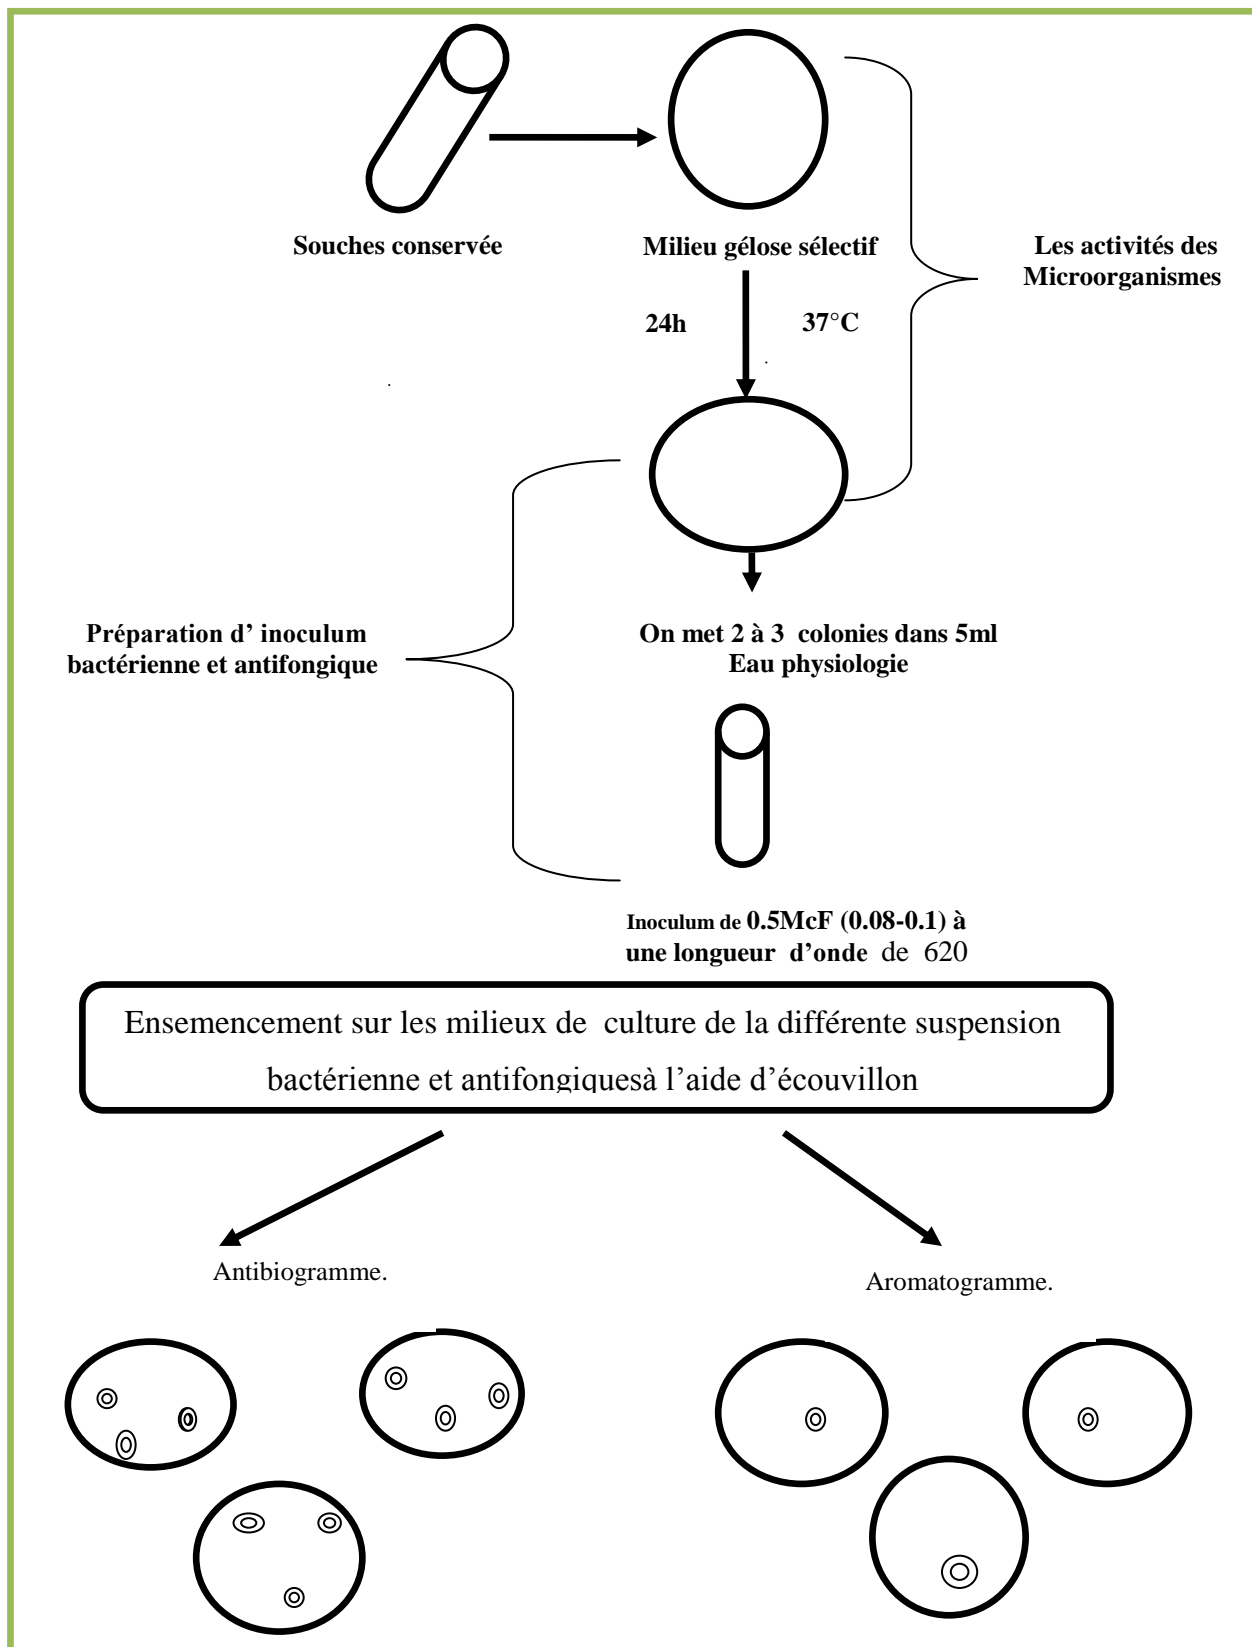 Souches conservée
Milieu gélose sélectif
Les activités des
Microorganismes
24h
37°C
Préparation d’ inoculum
bactérienne et antifongique
On met 2 à 3 colonies dans 5ml
Eau physiologie
Inoculum de 0.5McF (0.08-0.1) à
une longueur d’onde de 620
Ensemencement sur les milieux de culture de la différente suspension
bactérienne et antifongiquesà l’aide d’écouvillon
Antibiogramme.
Aromatogramme.